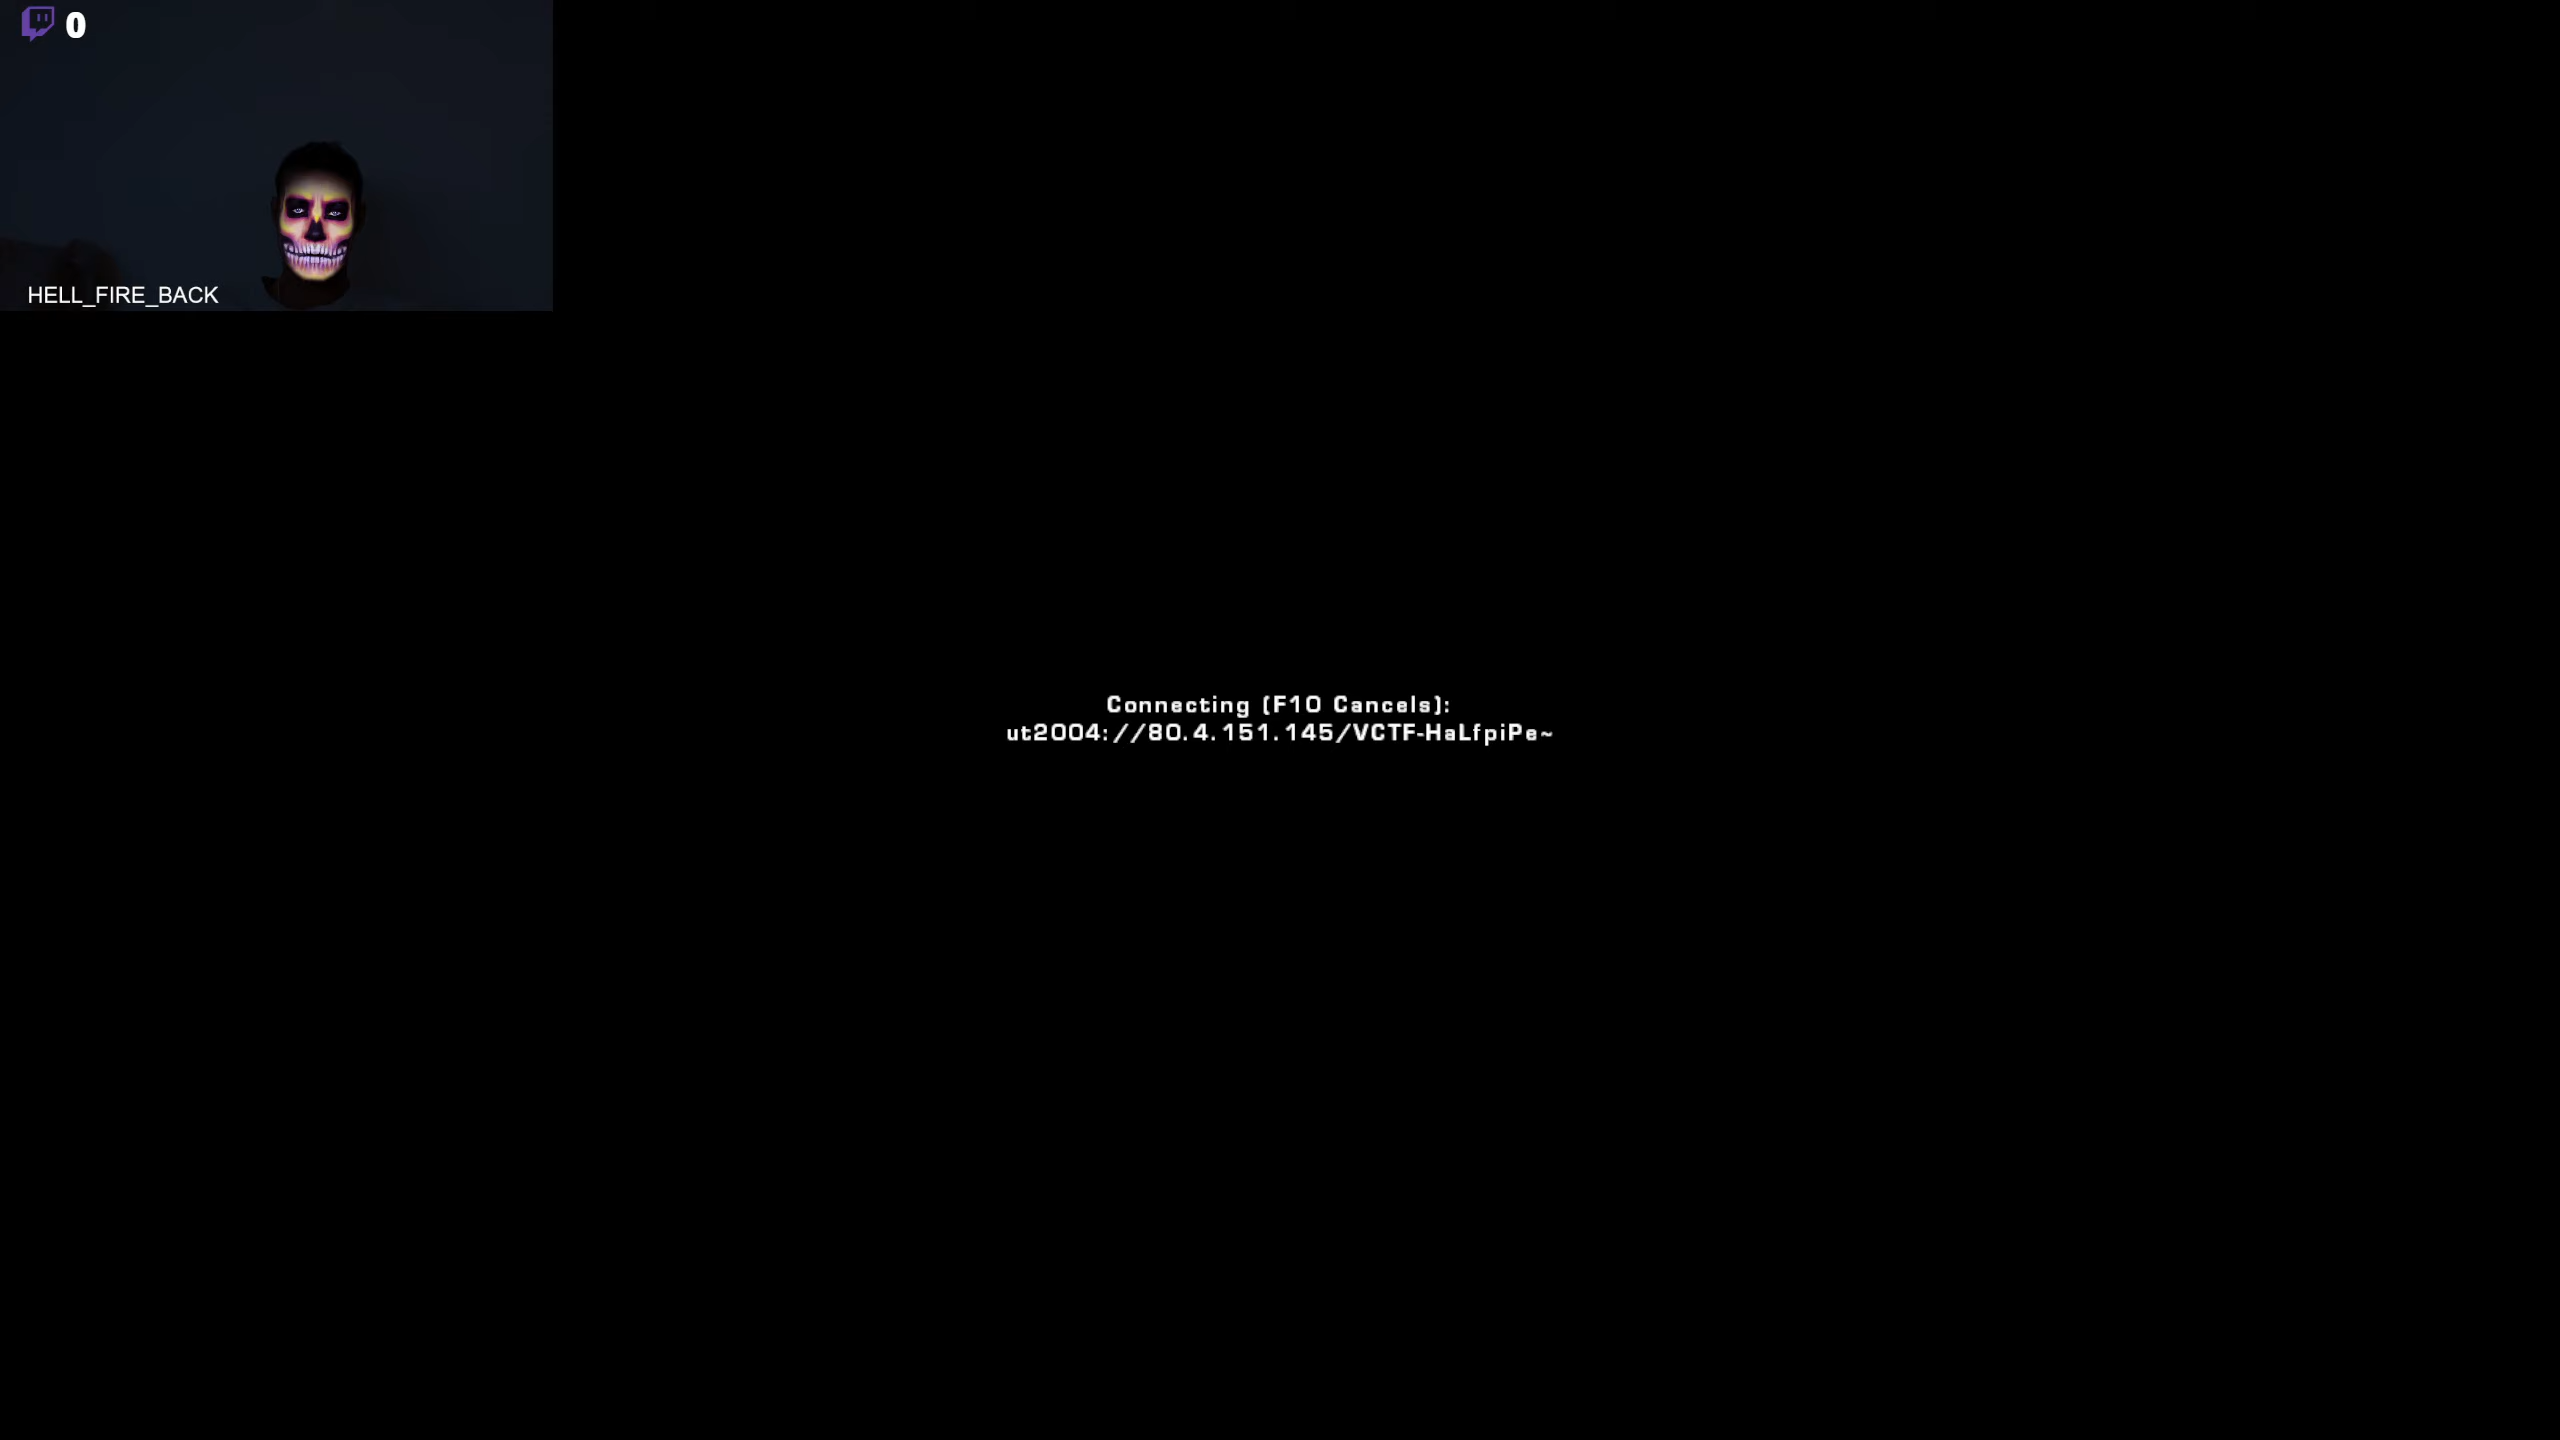 0
HELL_FIRE_BACK
Connecting (F10 Cancels):
ut2004://80.4.151.145/VCTF-HaLfpiPe~